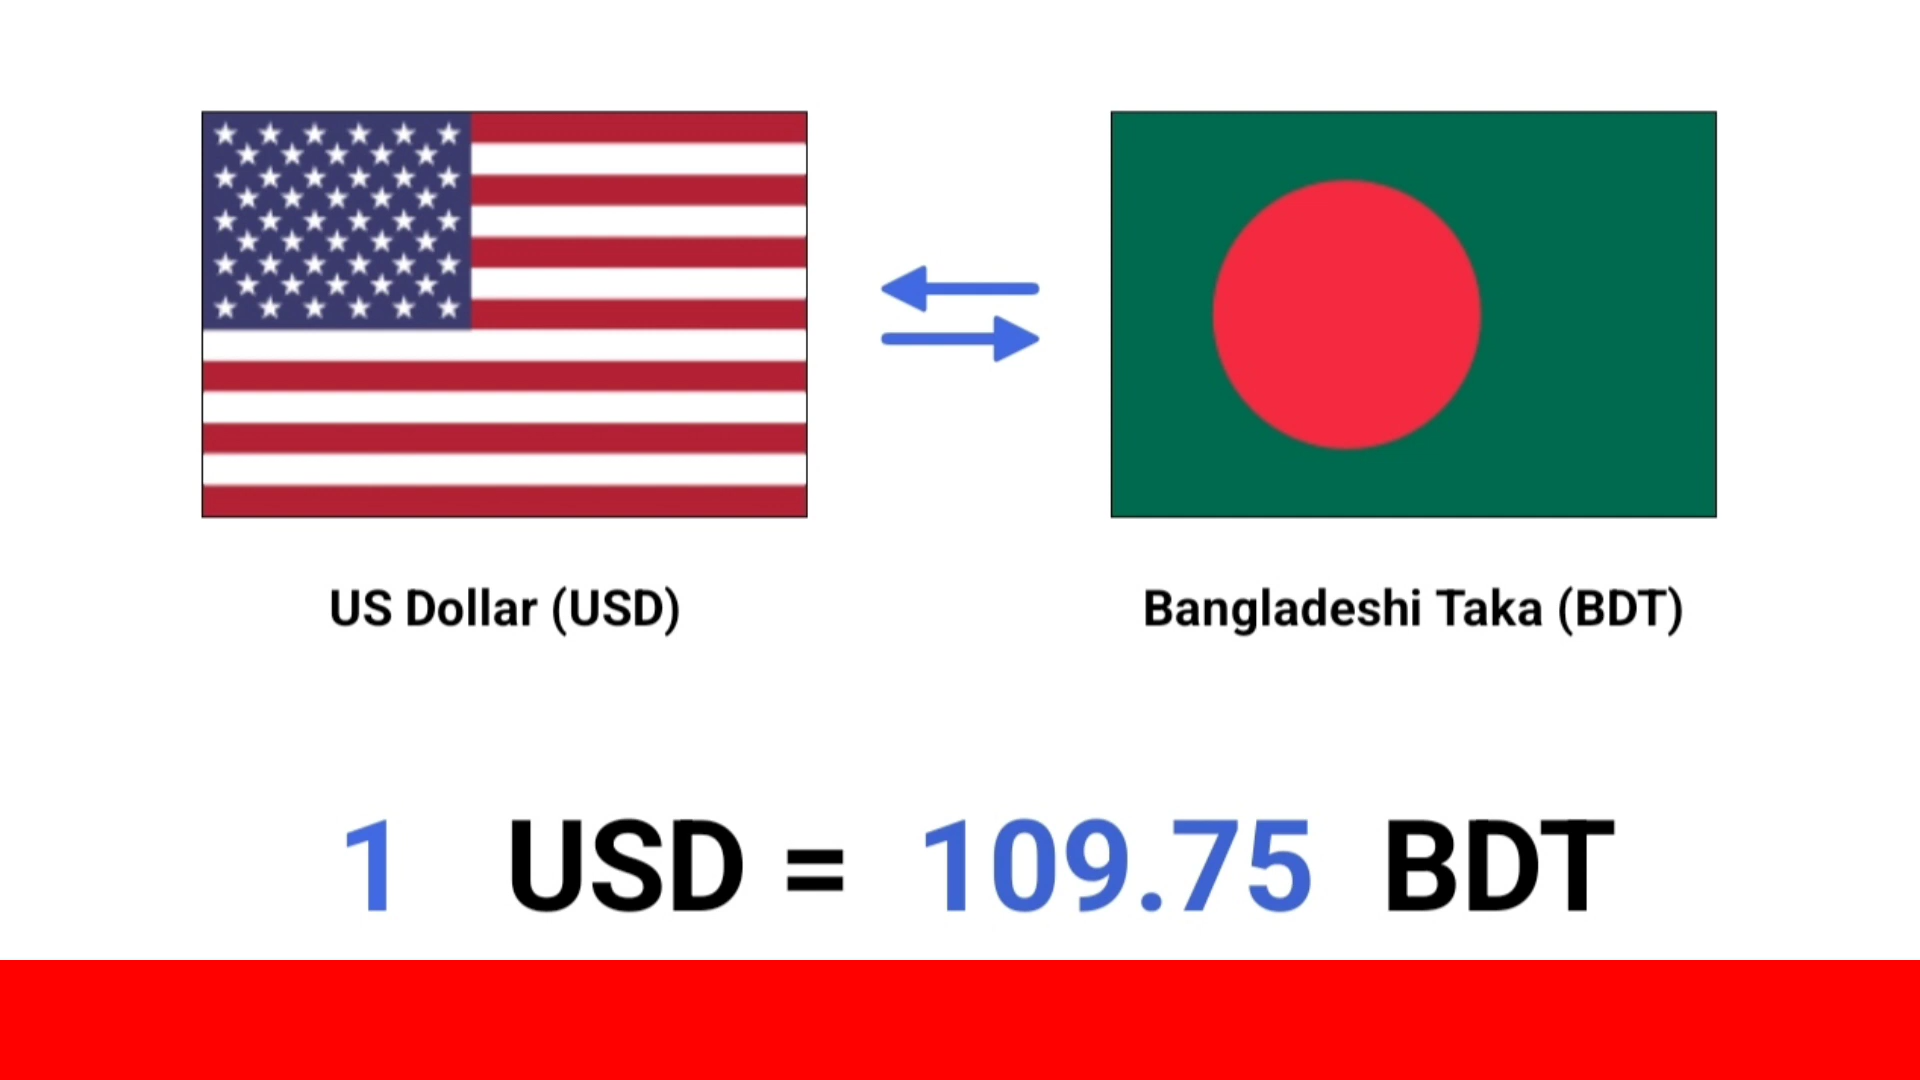 US Dollar (USD)
Bangladeshi Taka (BDT)
1 USD = 109.75 BDT